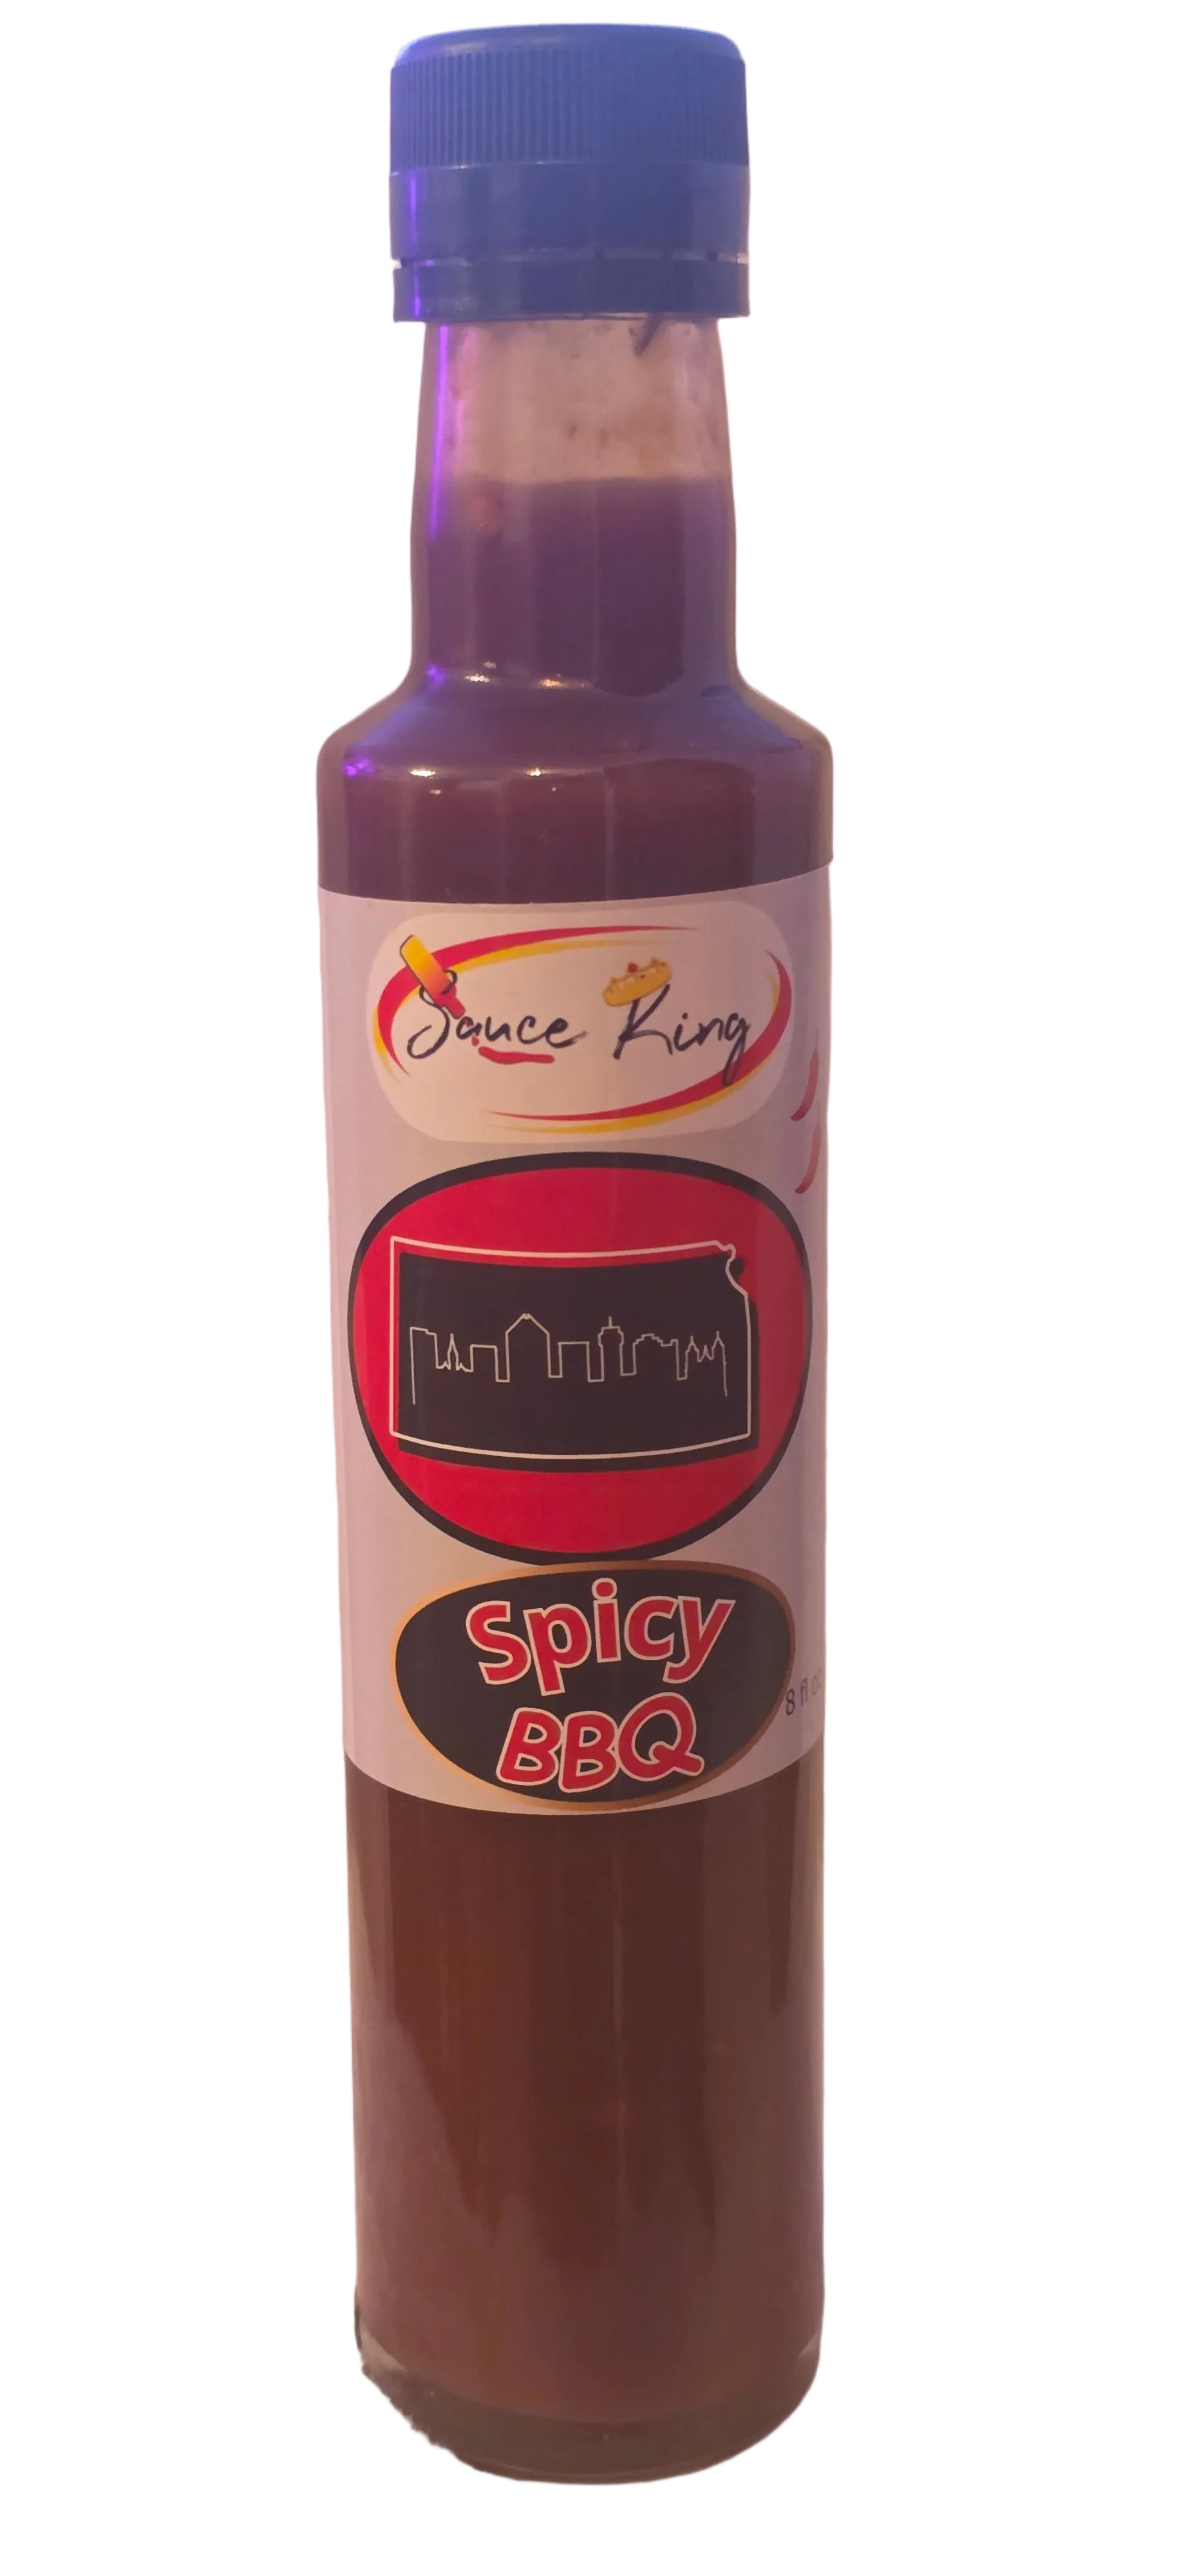 Sauce King
Spicy
BBQ
8 fl oz